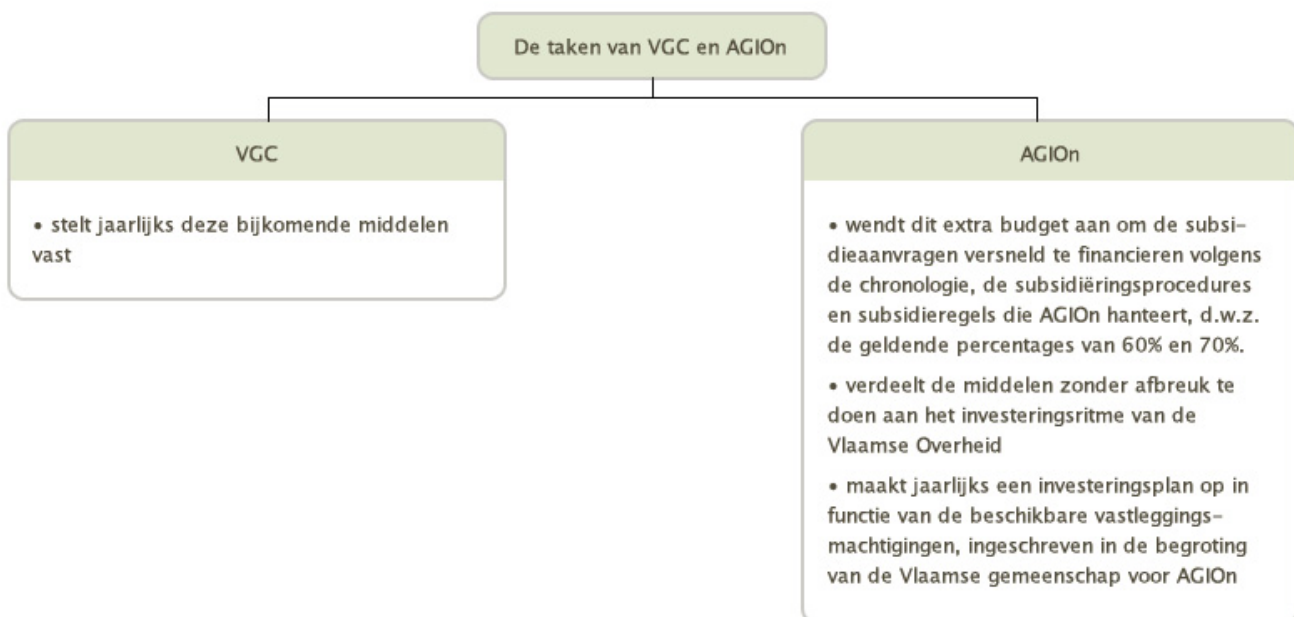 De taken van VGC en AGIOn
VGC
• stelt jaarlijks deze bijkomende middelen
vast
AGIOn
• wendt dit extra budget aan om de subsi-
dieaanvragen versneld te financieren volgens
de chronologie, de subsidiëringsprocedures
en subsidieregels die AGIOn hanteert, d.w.z.
de geldende percentages van 60% en 70%.
• verdeelt de middelen zonder afbreuk te
doen aan het investeringsritme van de
Vlaamse Overheid
• maakt jaarlijks een investeringsplan op in
functie van de beschikbare vastleggings-
machtigingen, ingeschreven in de begroting
van de Vlaamse gemeenschap voor AGIOn